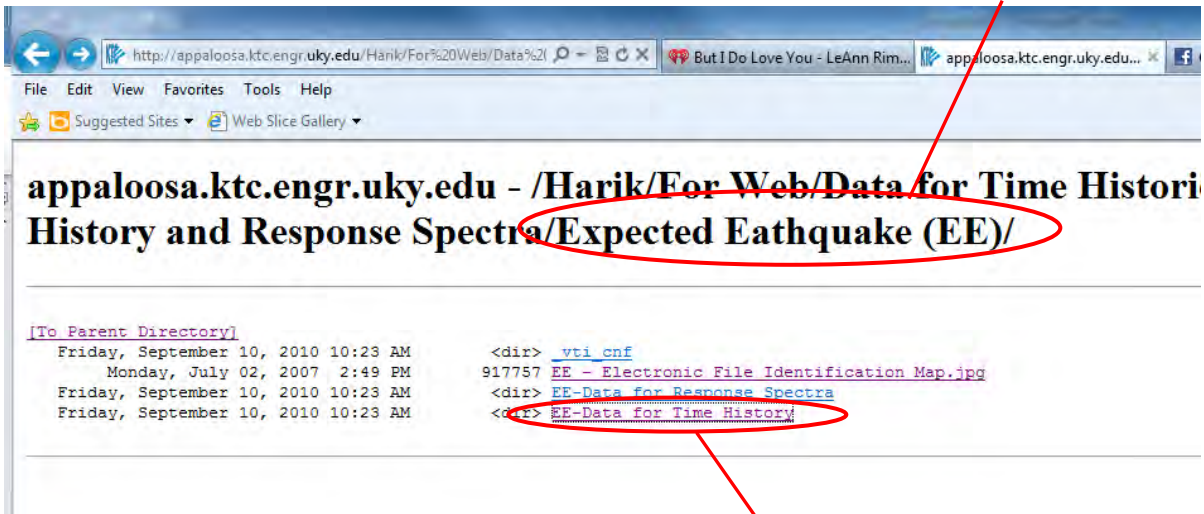 http://appaloosa.ktc.engr.uky.edu/Harik/For%20Web/Data%2( But I Do Love You - LeAnn Rim... appaloosa.ktc.engr.uky.edu...
File Edit View Favorites Tools Help
Suggested Sites Web Slice Gallery
appaloosa.ktc.engr.uky.edu - /Harik/For Web/Data for Time Histori
History and Response Spectra/Expected Eathquake (EE)/
[To Parent Directory]
Friday, September 10, 2010 10:23 AM <dir> _vti_cnf
Monday, July 02, 2007 2:49 PM 917757 EE - Electronic File Identification Map.jpg
Friday, September 10, 2010 10:23 AM <dir> EE-Data for Response Spectra
Friday, September 10, 2010 10:23 AM <dir> EE-Data for Time History